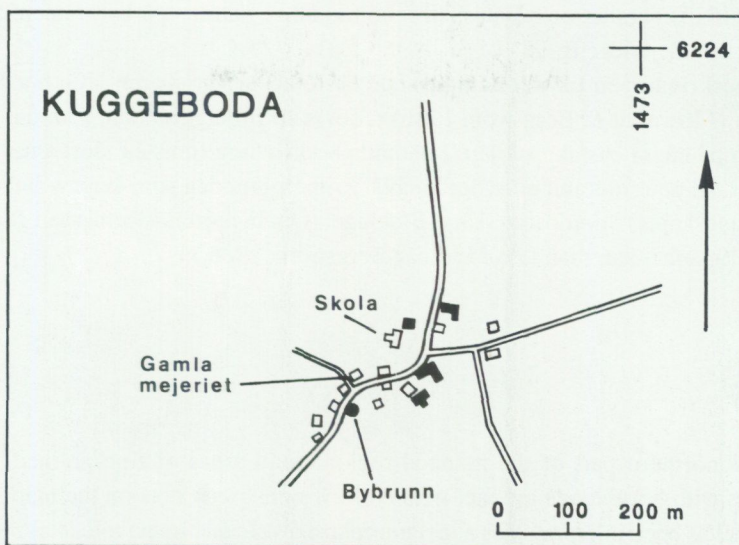 6224
1473
KUGGEBODA
Skola
Gamla
mejeriet
Bybrunn
0 100 200 m